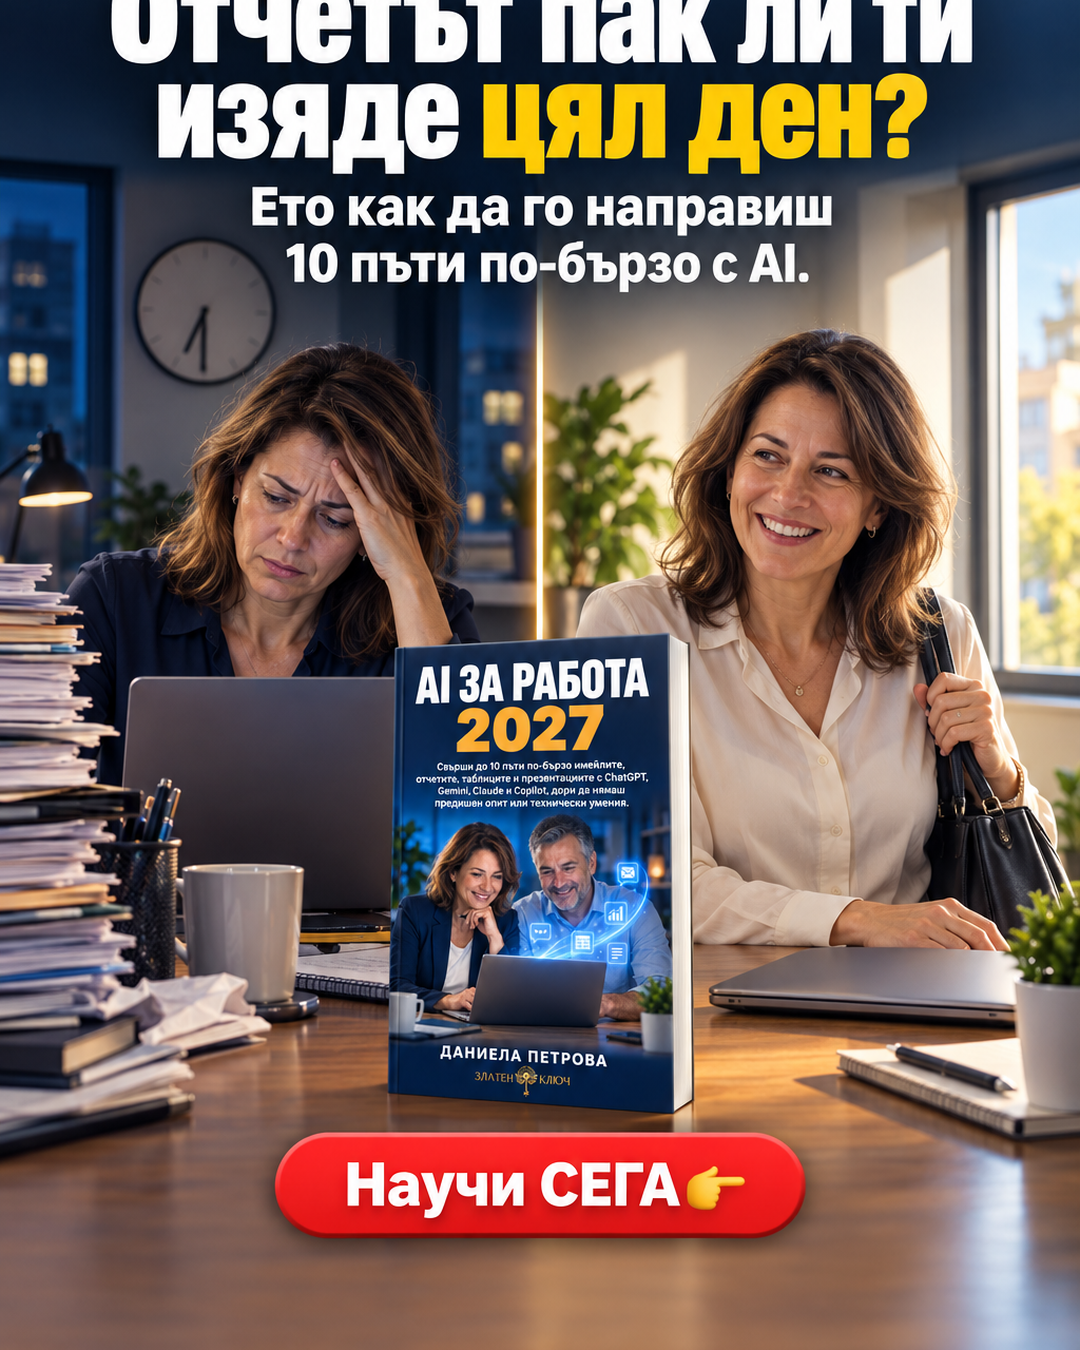 Отчетът пак ли ти
изяде цял ден?
Ето как да го направиш
10 пъти по-бързо с AI.
AI ЗА РАБОТА
2027
Свърши до 10 пъти по-бързо имейлите,
отчетите, таблиците и презентациите с ChatGPT,
Gemini, Claude и Copilot, дори да нямаш
предишен опит или технически умения.
ДАНИЕЛА ПЕТРОВА
ЗЛАТЕН КЛЮЧ
Научи СЕГА👉